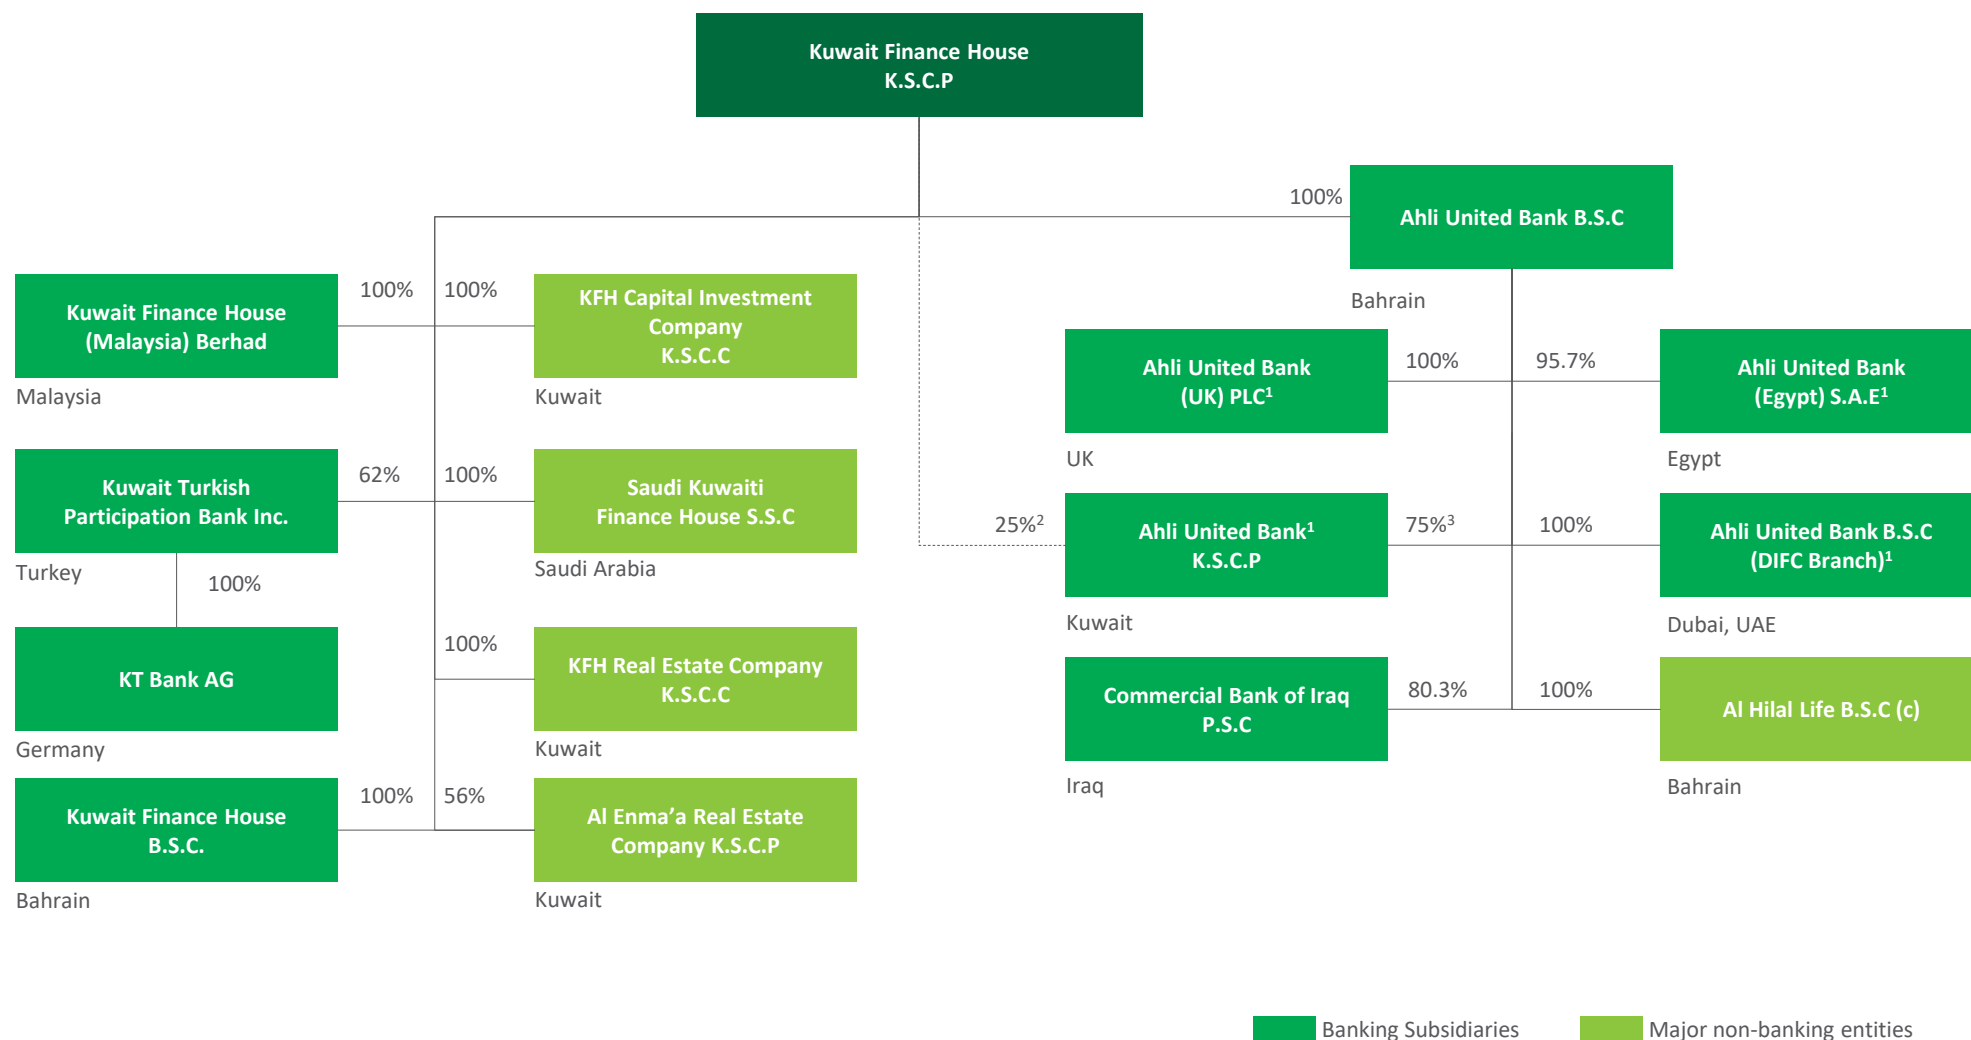 Kuwait Finance House
K.S.C.P
100%
Ahli United Bank B.S.C
Bahrain
Kuwait Finance House
(Malaysia) Berhad
Malaysia
100%
100%
KFH Capital Investment
Company
K.S.C.C
Kuwait
Kuwait Turkish
Participation Bank Inc.
Turkey
62%
100%
Saudi Kuwaiti
Finance House S.S.C
Saudi Arabia
100%
KT Bank AG
Germany
100%
KFH Real Estate Company
K.S.C.C
Kuwait
Kuwait Finance House
B.S.C.
Bahrain
100%
56%
Al Enma’a Real Estate
Company K.S.C.P
Kuwait
Ahli United Bank
(UK) PLC¹
UK
100%
95.7%
Ahli United Bank
(Egypt) S.A.E¹
Egypt
25%²
Ahli United Bank¹
K.S.C.P
Kuwait
75%³
100%
Ahli United Bank B.S.C
(DIFC Branch)¹
Dubai, UAE
Commercial Bank of Iraq
P.S.C
Iraq
80.3%
100%
Al Hilal Life B.S.C (c)
Bahrain
Banking Subsidiaries
Major non-banking entities